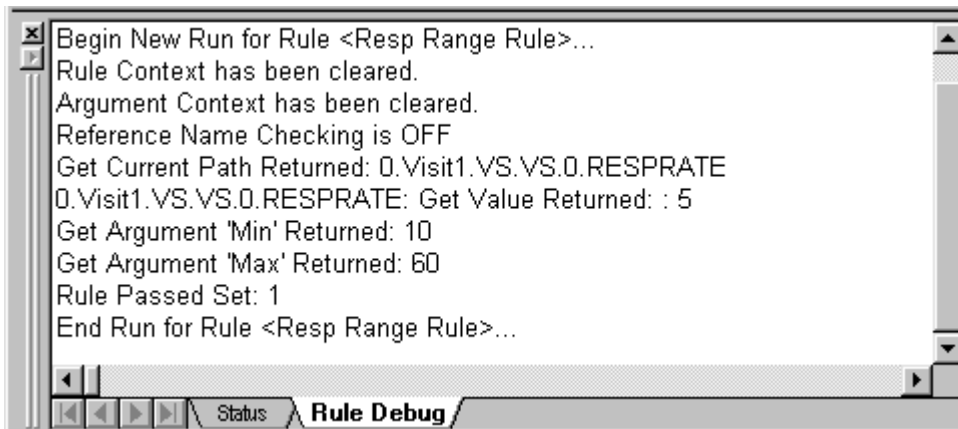 Begin New Run for Rule <Resp Range Rule>...
Rule Context has been cleared.
Argument Context has been cleared.
Reference Name Checking is OFF
Get Current Path Returned: 0.Visit1.VS.VS.0.RESPRATE
0.Visit1.VS.VS.0.RESPRATE: Get Value Returned: : 5
Get Argument 'Min' Returned: 10
Get Argument 'Max' Returned: 60
Rule Passed Set: 1
End Run for Rule <Resp Range Rule>...
Status Rule Debug